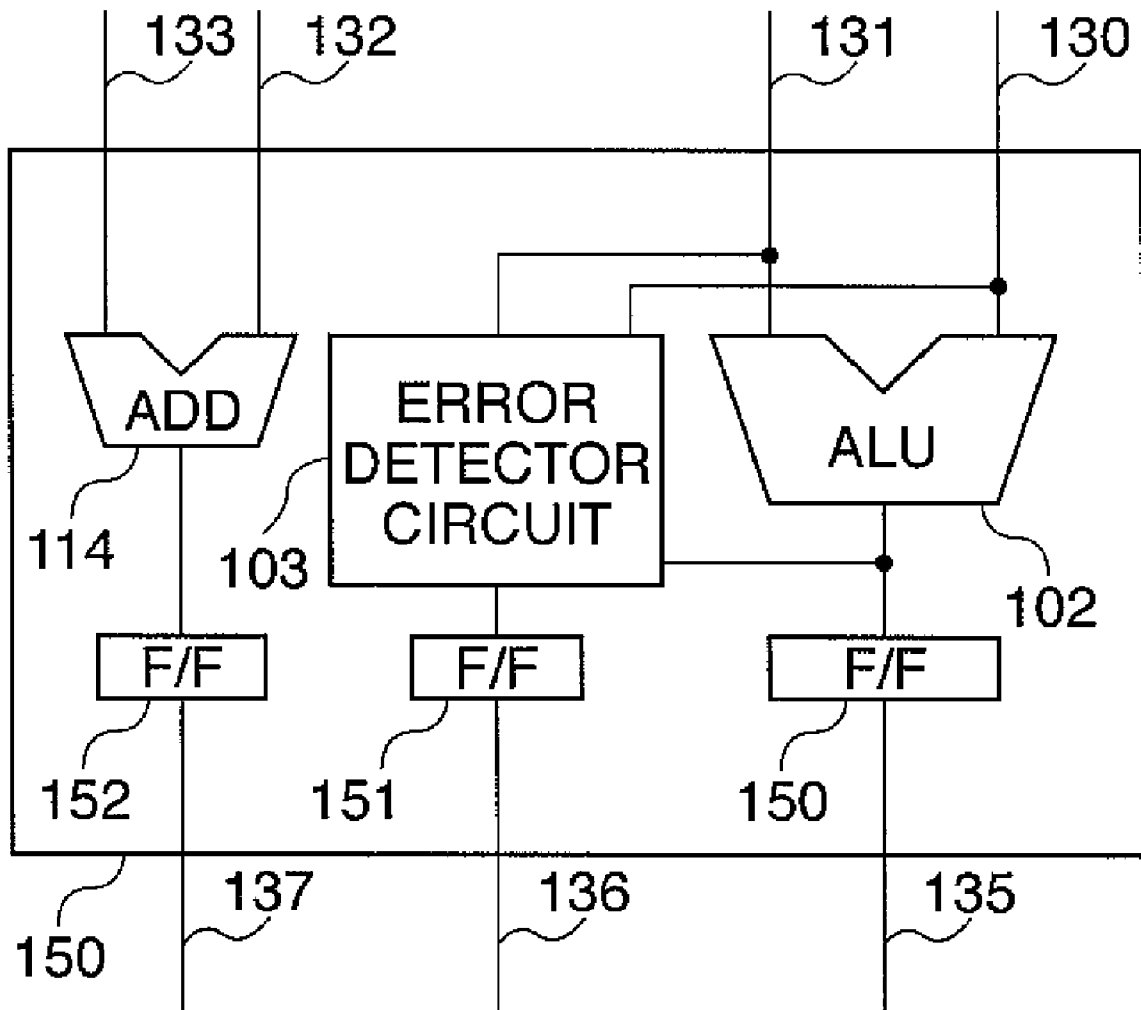 133 132 131 130
ADD
ERROR
DETECTOR
CIRCUIT
ALU
114
103
102
F/F F/F F/F
152 151 150
150 137 136 135